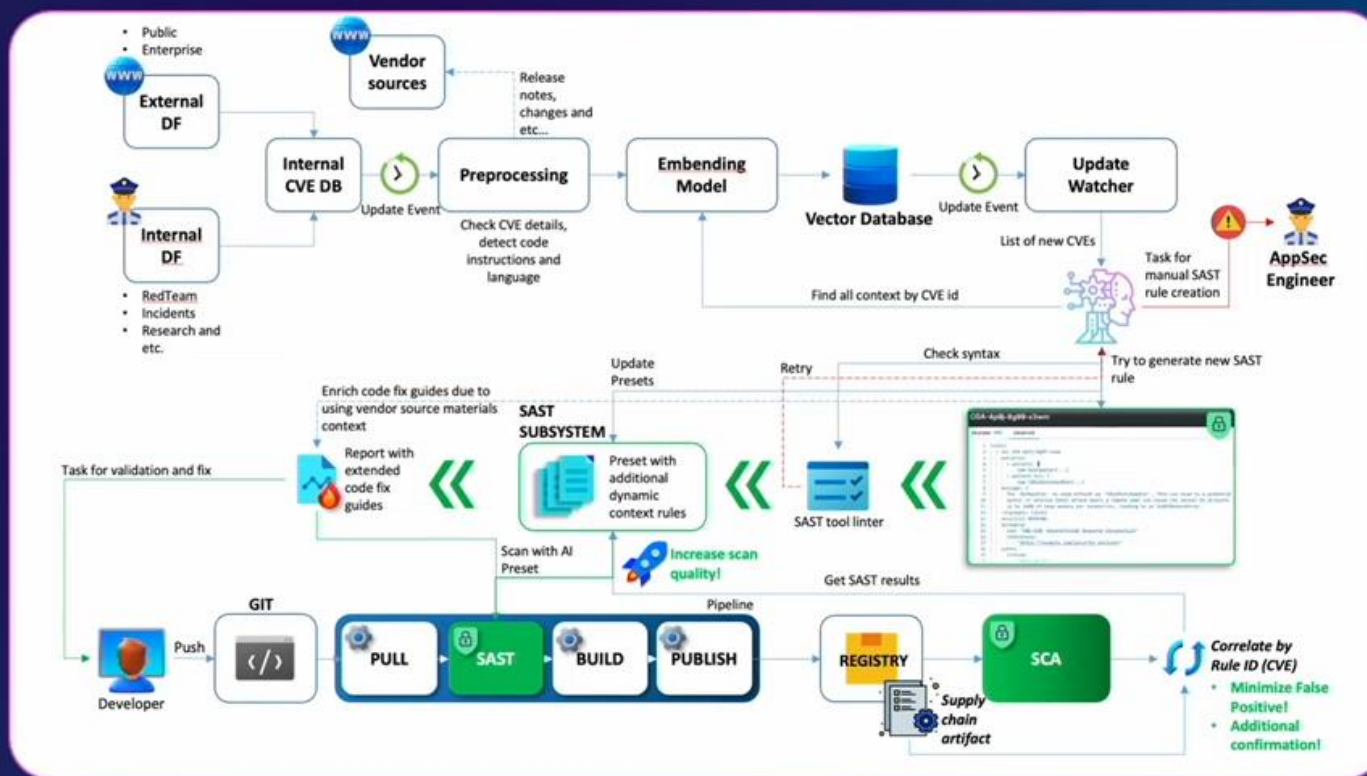 • Public
• Enterprise
www
External
DF
www
Vendor
sources
Release
notes,
changes and
etc...
Internal
CVE DB
Update Event
Preprocessing
Check CVE details,
detect code
instructions and
language
Embending
Model
Vector Database
Update Event
Update
Watcher
List of new CVEs
Task for
manual SAST
rule creation
AppSec
Engineer
Internal
DF
• RedTeam
• Incidents
• Research and
etc.
Find all context by CVE id
Check syntax
Try to generate new SAST
rule
Retry
Update
Presets
Enrich code fix guides due to
using vendor source materials
context
SAST
SUBSYSTEM
Preset with
additional
dynamic
context rules
Report with
extended
code fix
guides
Task for validation and fix
SAST tool linter
Scan with AI
Preset
Increase scan
quality!
Get SAST results
GIT
Pipeline
Developer
Push
</>
PULL
SAST
BUILD
PUBLISH
REGISTRY
Supply
chain
artifact
SCA
Correlate by
Rule ID (CVE)
• Minimize False
Positive!
• Additional
confirmation!